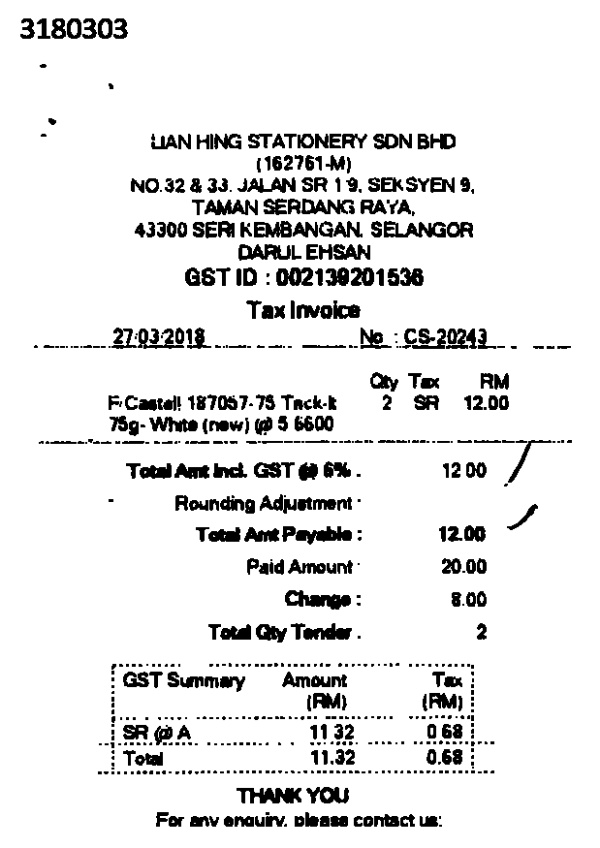 3180303
LIAN HING STATIONERY SDN BHD
(162761-M)
NO.32 & 33. JALAN SR 1 9, SEKSYEN 9,
TAMAN SERDANG RAYA,
43300 SERI KEMBANGAN. SELANGOR
DARUL EHSAN
GST ID : 002139201536
Tax Invoice
27/03/2018 No : CS-20243
Qty Tax RM
F-Castell 187057-75 Tack-It 2 SR 12.00
75g- White (new) @ 5 6600
Total Amt Incl. GST @ 6% . 12 00
Rounding Adjustment
Total Amt Payable : 12.00
Paid Amount 20.00
Change : 8.00
Total Qty Tender . 2
GST Summary Amount Tax
(RM) (RM)
SR @ A 11 32 0 68
Total 11.32 0.68
THANK YOU
For any enquiry, please contact us: